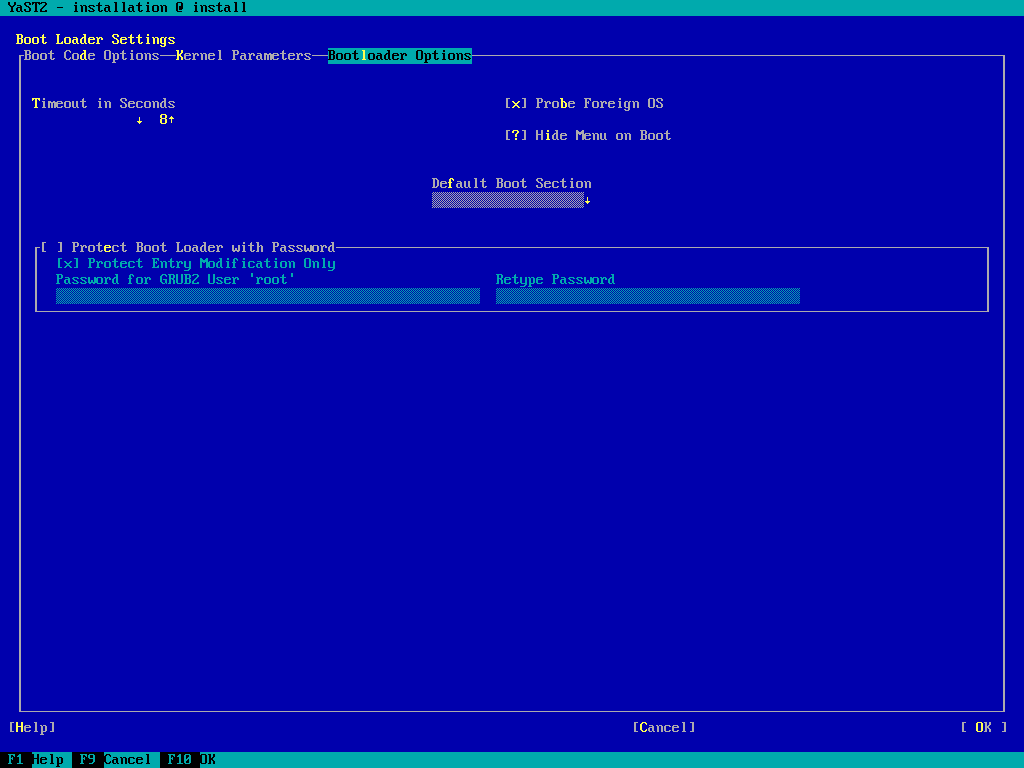 YaST2 - installation @ install
Boot Loader Settings
Boot Code Options Kernel Parameters Bootloader Options
Timeout in Seconds [x] Probe Foreign OS
↓ 8↑
[?] Hide Menu on Boot
Default Boot Section
↓
[ ] Protect Boot Loader with Password
[x] Protect Entry Modification Only
Password for GRUB2 User 'root' Retype Password
[Help] [Cancel] [ OK ]
F1 Help F9 Cancel F10 OK